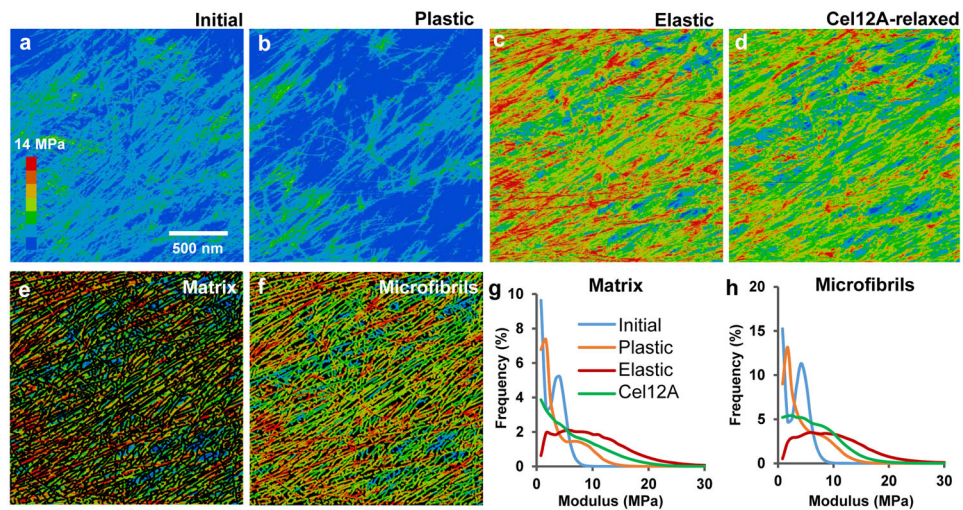 Initial
Plastic
Elastic
Cel12A-relaxed
a
b
c
d
14 MPa
500 nm
e
Matrix
f
Microfibrils
g
Matrix
10
8
6
4
2
0
Frequency (%)
Initial
Plastic
Elastic
Cel12A
0 10 20 30
Modulus (MPa)
h
Microfibrils
20
15
10
5
0
Frequency (%)
0 10 20 30
Modulus (MPa)